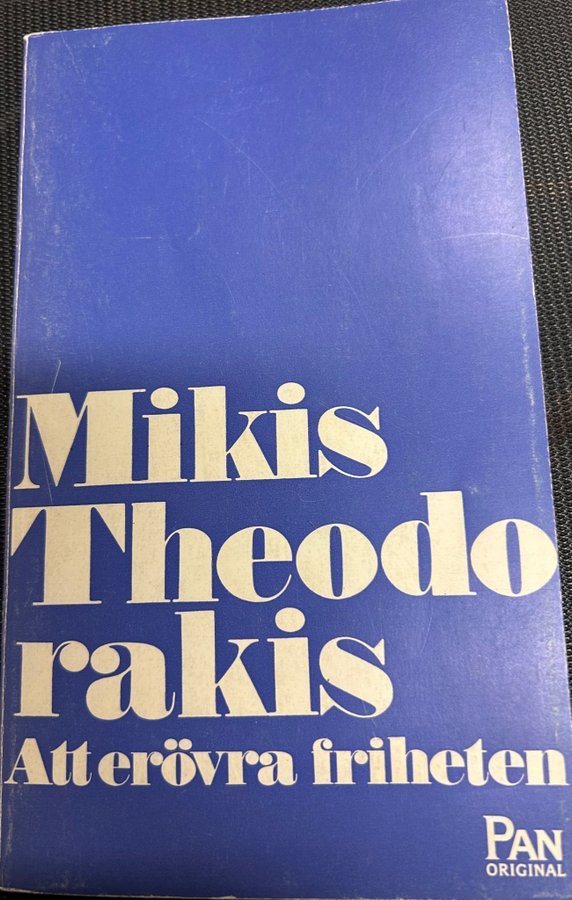 Mikis
Theodo
rakis
Att erövra friheten
PAN
ORIGINAL